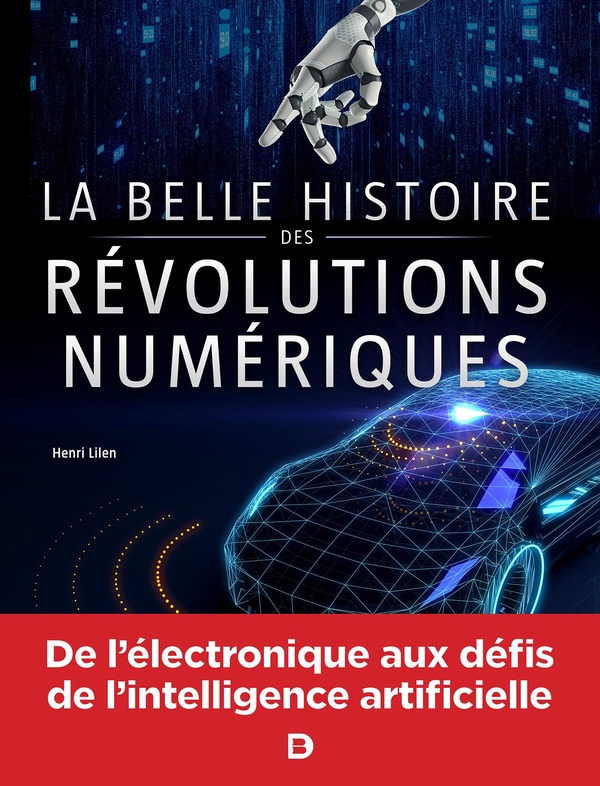 LA BELLE HISTOIRE
DES
RÉVOLUTIONS
NUMÉRIQUES
Henri Lilen
De l’électronique aux défis
de l’intelligence artificielle